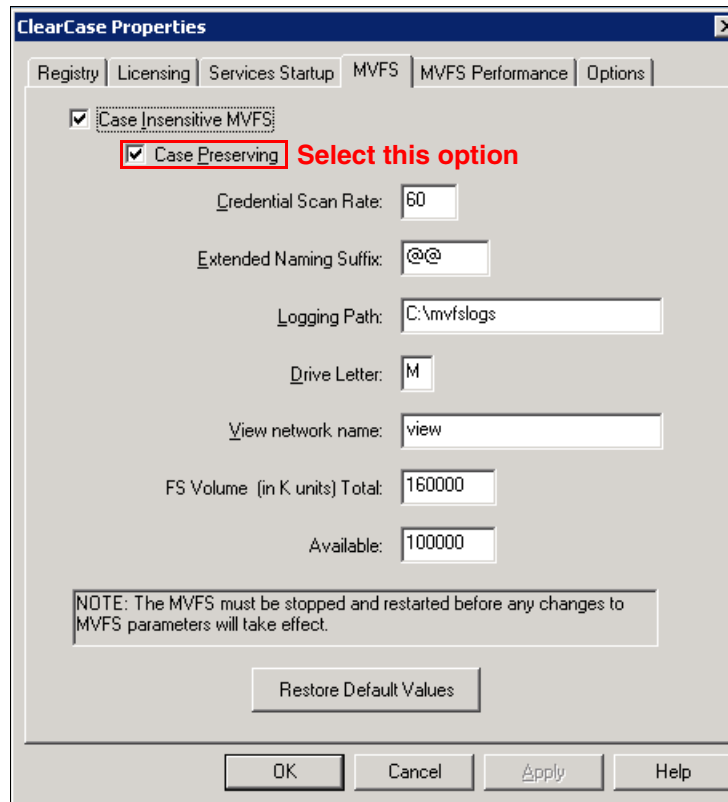 ClearCase Properties
Registry Licensing Services Startup MVFS MVFS Performance Options
Case Insensitive MVFS
Case Preserving Select this option
Credential Scan Rate: 60
Extended Naming Suffix: @@
Logging Path: C:\mvfslogs
Drive Letter: M
View network name: view
FS Volume (in K units) Total: 160000
Available: 100000
NOTE: The MVFS must be stopped and restarted before any changes to
MVFS parameters will take effect.
Restore Default Values
OK Cancel Apply Help